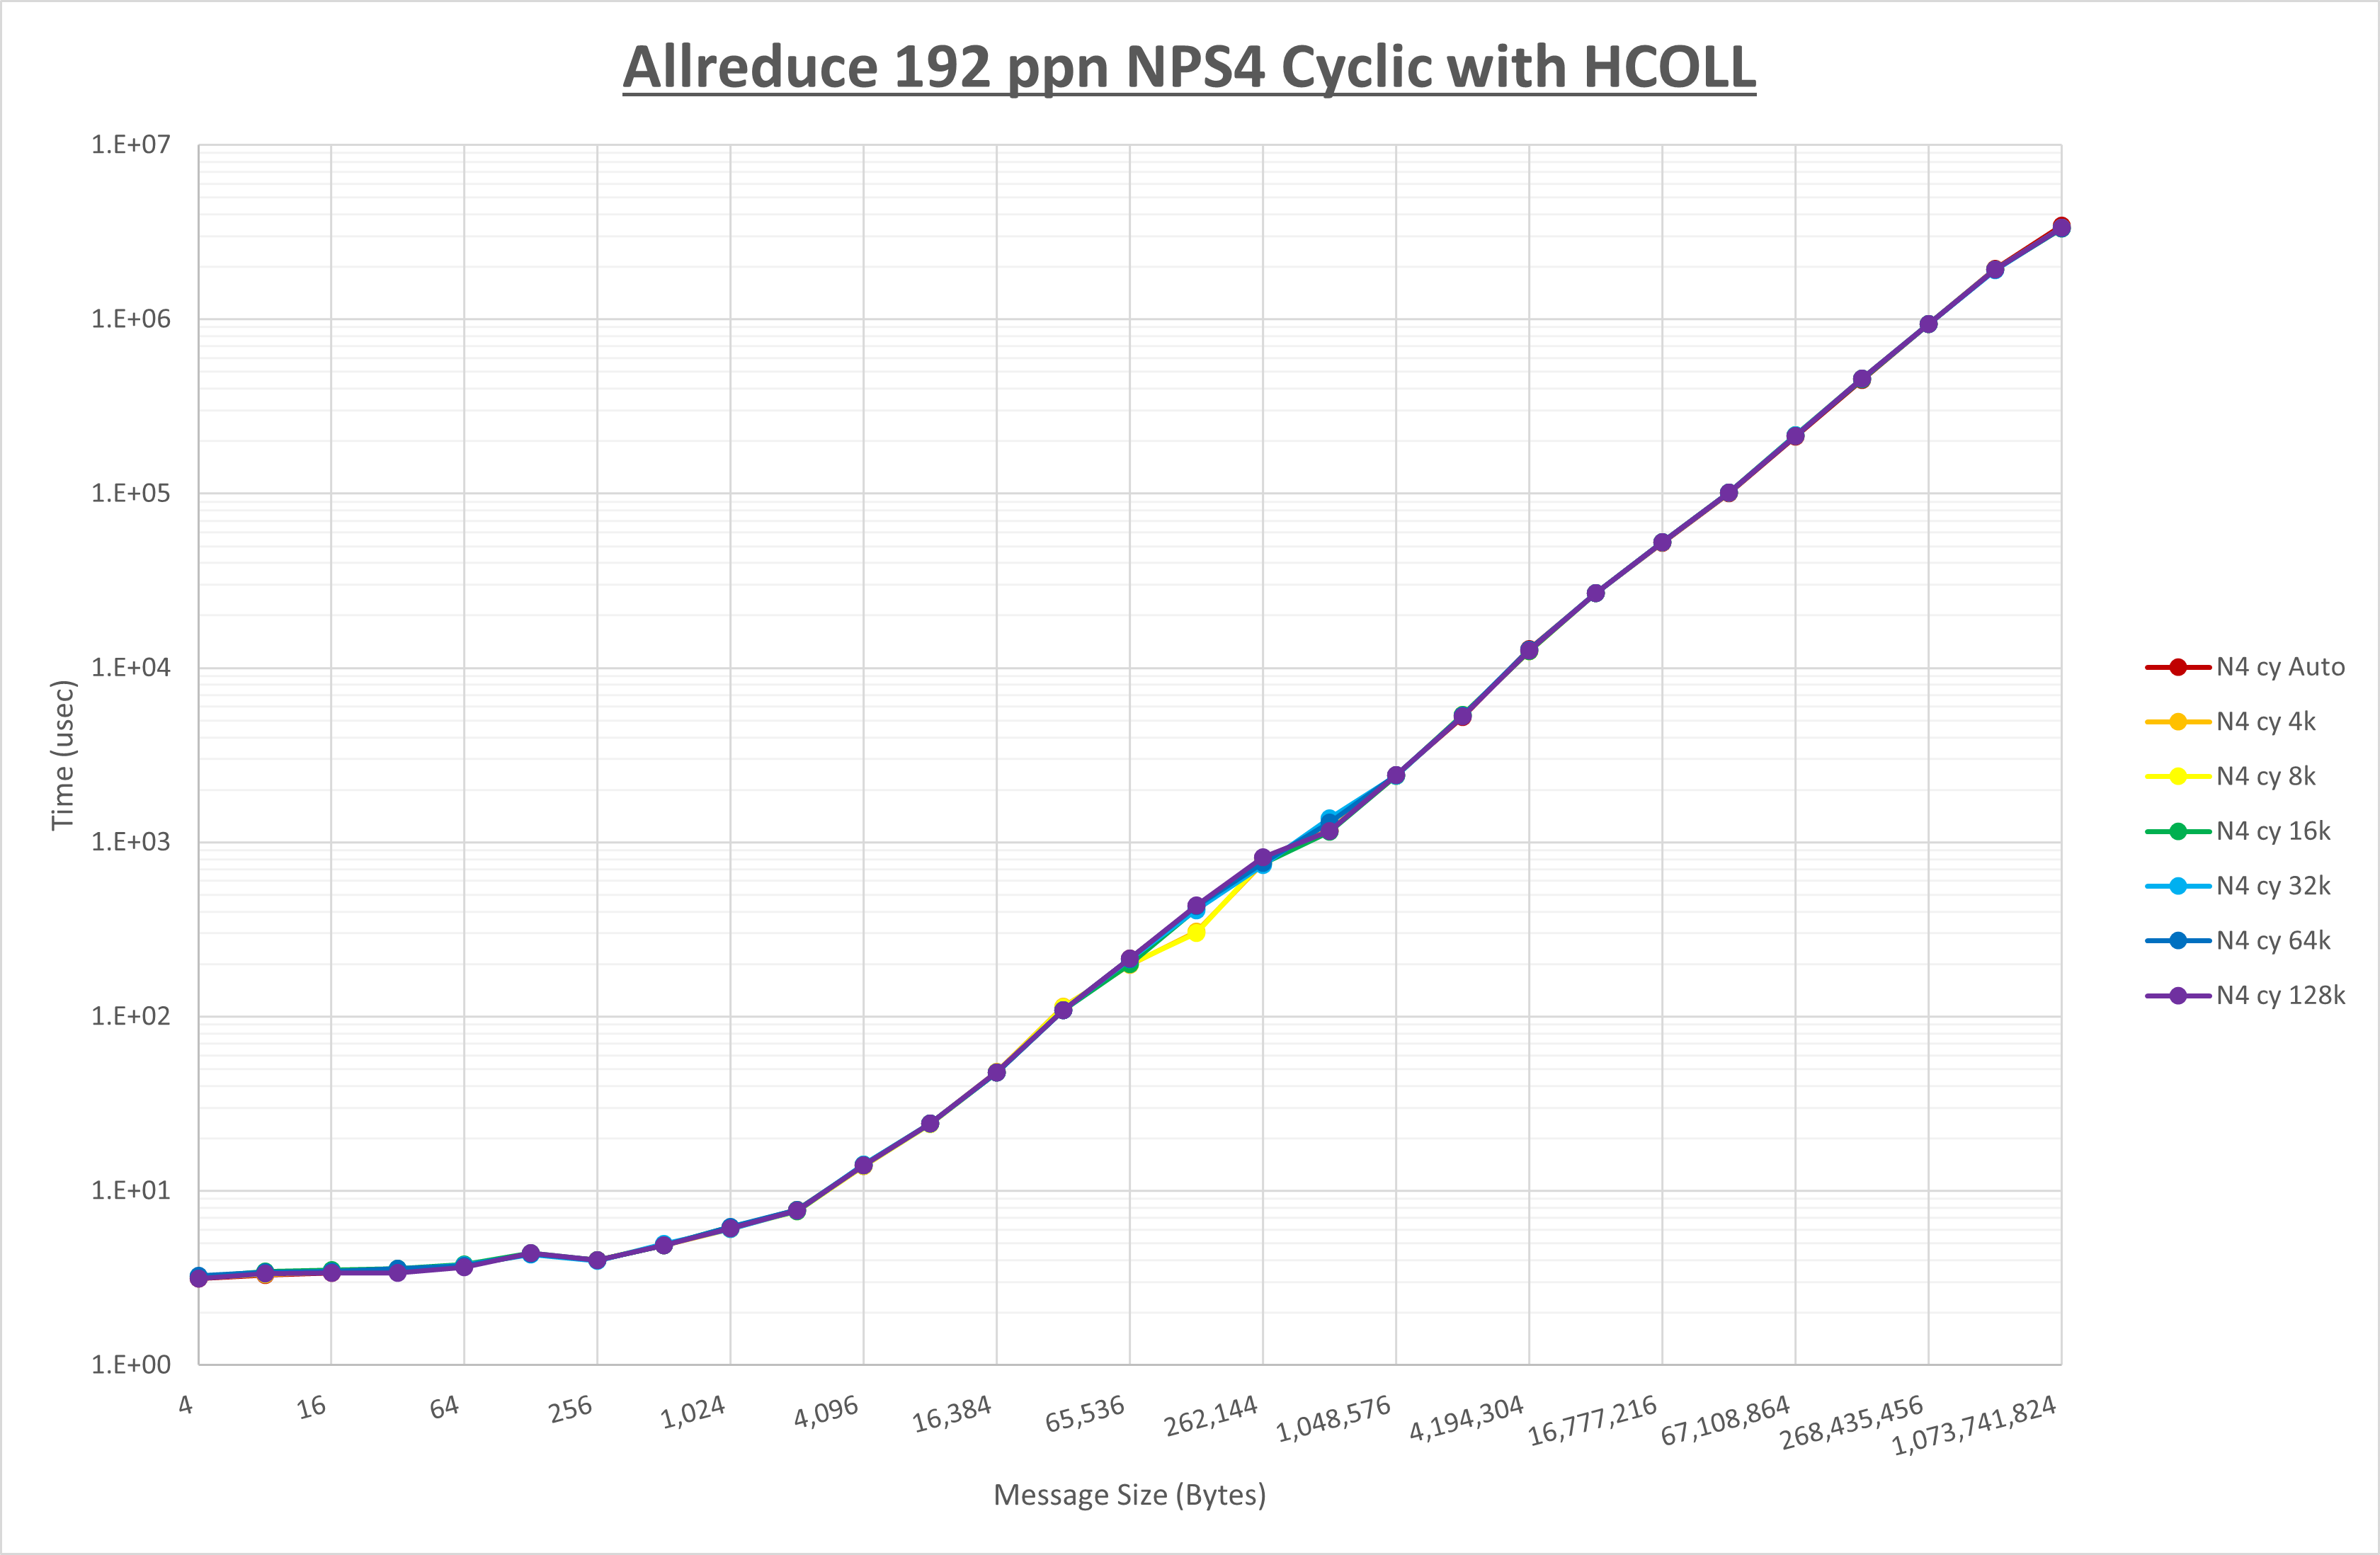 Allreduce 192 ppn NPS4 Cyclic with HCOLL
1.E+07
1.E+06
1.E+05
1.E+04
1.E+03
1.E+02
1.E+01
1.E+00
Time (usec)
4
16
64
256
1,024
4,096
16,384
65,536
262,144
1,048,576
4,194,304
16,777,216
67,108,864
268,435,456
1,073,741,824
Message Size (Bytes)
N4 cy Auto
N4 cy 4k
N4 cy 8k
N4 cy 16k
N4 cy 32k
N4 cy 64k
N4 cy 128k